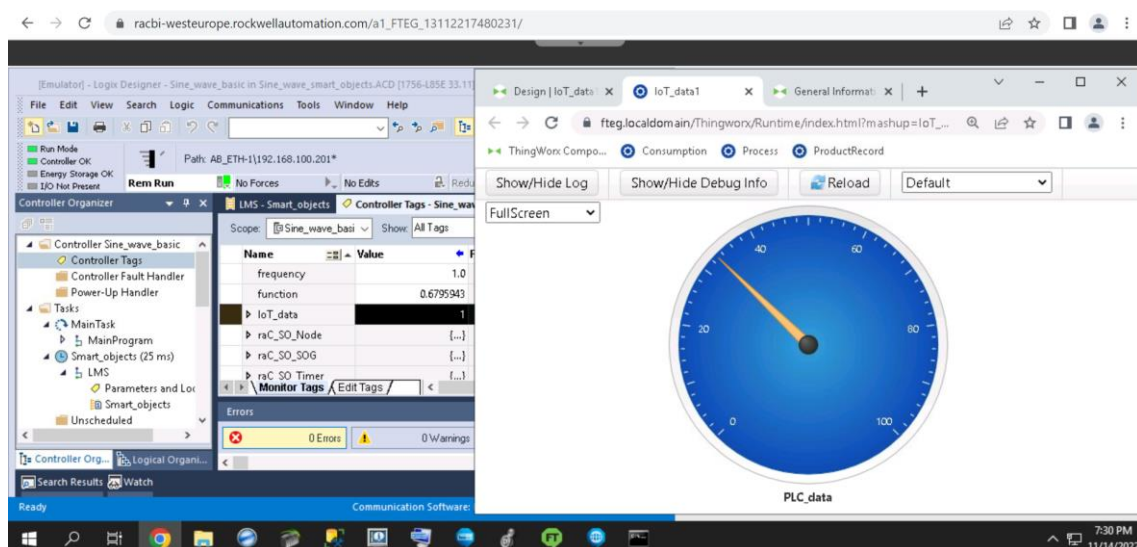 racbi-westeurope.rockwellautomation.com/a1_FTEG_13112217480231/
[Emulator] - Logix Designer - Sine_wave_basic in Sine_wave_smart_objects.ACD [1756-L85E 33.11]
File Edit View Search Logic Communications Tools Window Help
Run Mode
Controller OK
Energy Storage OK
I/O Not Present
Path: AB_ETH-1\192.168.100.201*
Rem Run
No Forces
No Edits
Redu
Controller Organizer
Controller Sine_wave_basic
Controller Tags
Controller Fault Handler
Power-Up Handler
Tasks
MainTask
MainProgram
Smart_objects (25 ms)
LMS
Parameters and Loc
Smart_objects
Unscheduled
Controller Org...
Logical Organi...
LMS - Smart_objects
Controller Tags - Sine_wav
Scope: Sine_wave_basi Show: All Tags
Name Value F
frequency 1.0
function 0.6795943
IoT_data 1
raC_SO_Node {...}
raC_SO_SOG {...}
raC_SO_Timer {...}
Monitor Tags Edit Tags
Errors
0 Errors
0 Warnings
Search Results
Watch
Ready
Communication Software:
Design | IoT_data
IoT_data1
General Informati
fteg.localdomain/Thingworx/Runtime/index.html?mashup=IoT_...
ThingWorx Compo...
Consumption
Process
ProductRecord
Show/Hide Log
Show/Hide Debug Info
Reload
Default
FullScreen
40
60
20
80
0
100
PLC_data
FT
7:30 PM